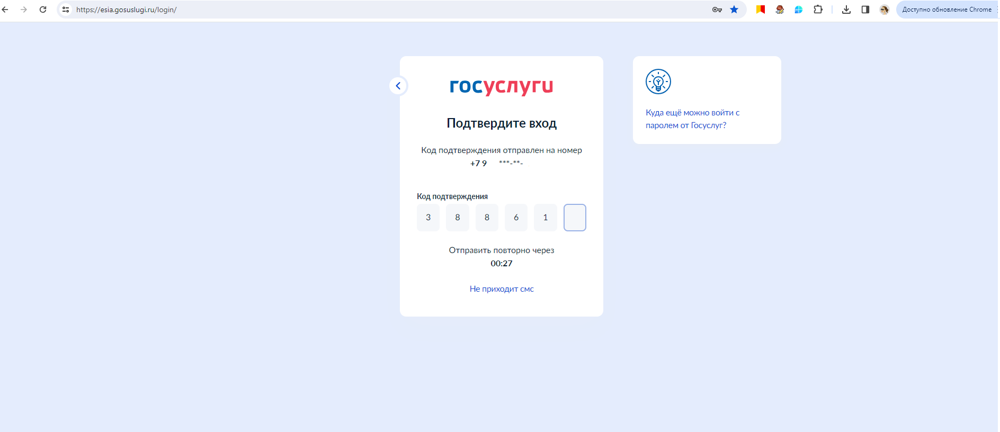 https://esia.gosuslugi.ru/login/
Доступно обновление Chrome
госуслуги
Подтвердите вход
Код подтверждения отправлен на номер
+7 9 ***-**-
Код подтверждения
3 8 8 6 1
Отправить повторно через
00:27
Не приходит смс
Куда ещё можно войти с
паролем от Госуслуг?